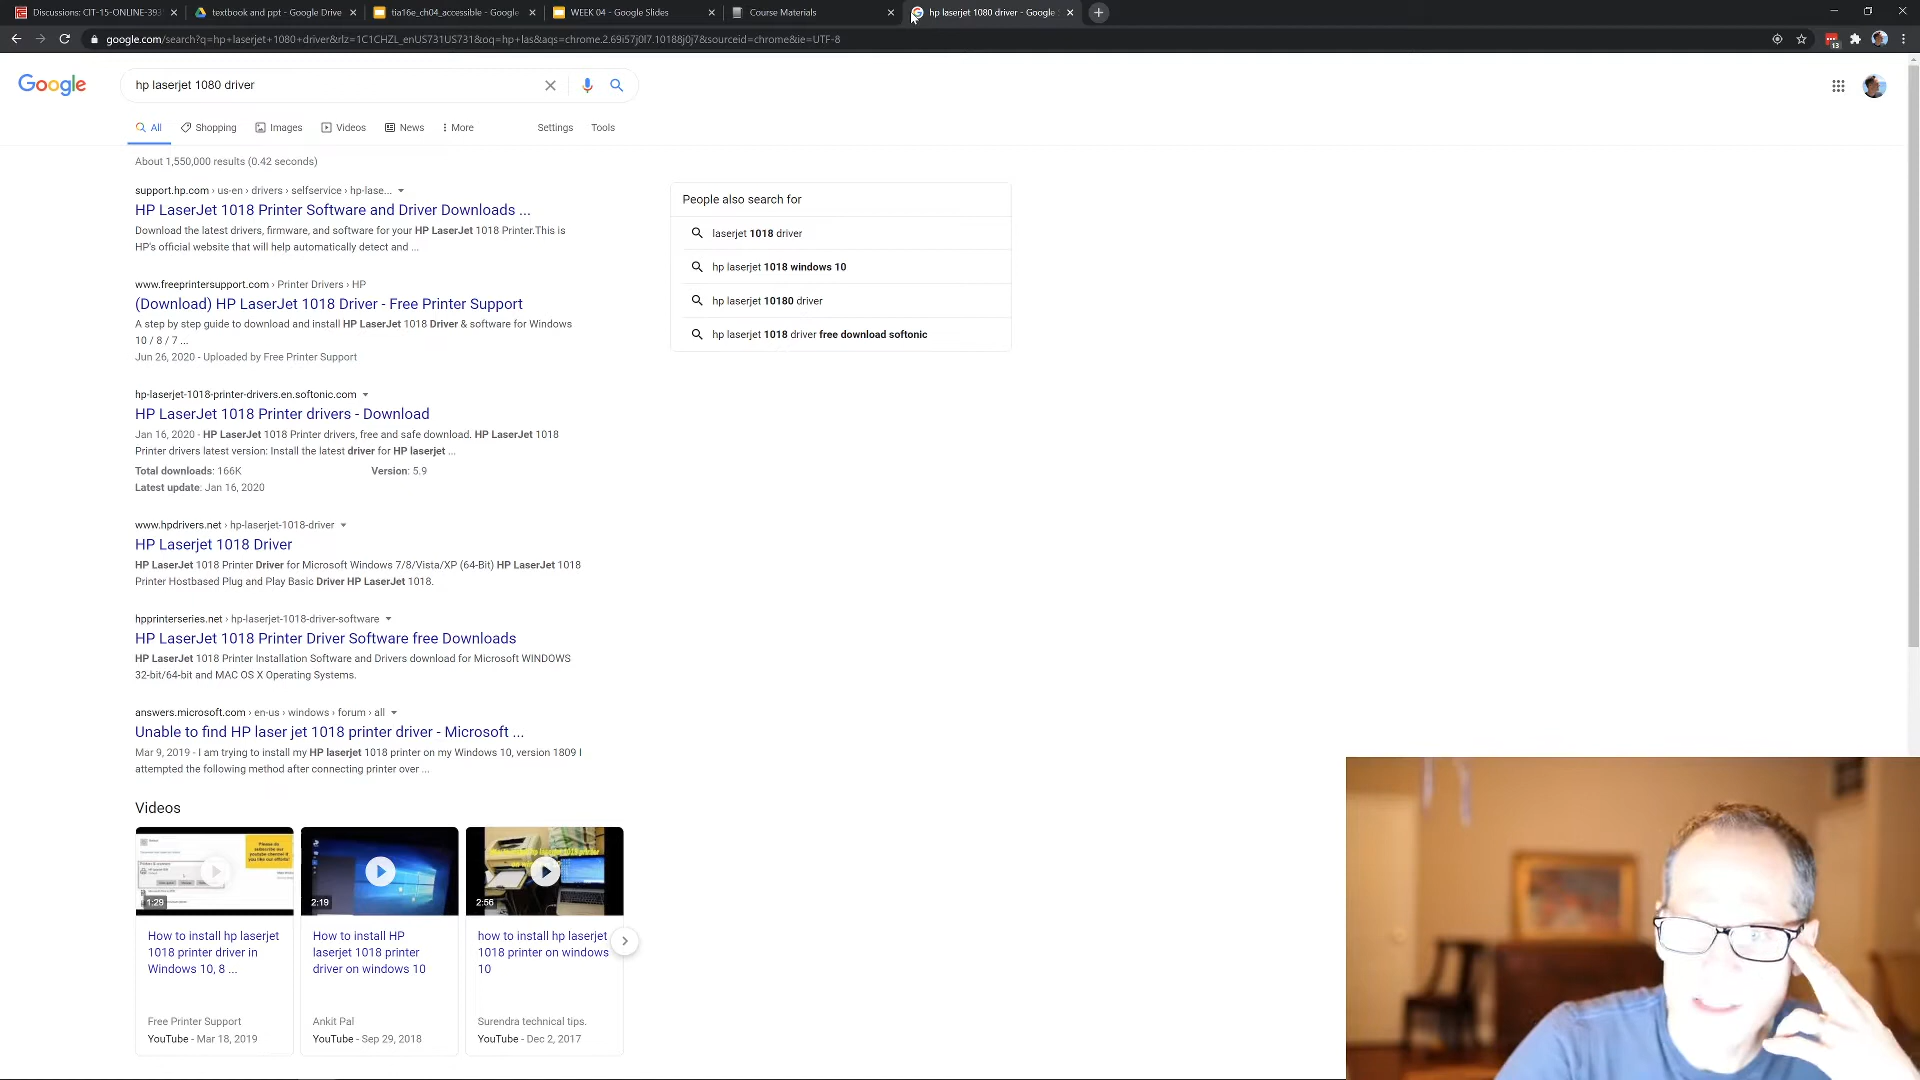 Discussions: CIT-15-ONLINE-393
textbook and ppt - Google Drive
tia16e_ch04_accessible - Google
WEEK 04 - Google Slides
Course Materials
hp laserjet 1080 driver - Google
google.com/search?q=hp+laserjet+1080+driver&rlz=1C1CHZL_enUS731US731&oq=hp+las&aqs=chrome.2.69i57j0l7.10188j0j7&sourceid=chrome&ie=UTF-8
13
Google
hp laserjet 1080 driver
All
Shopping
Images
Videos
News
More
Settings
Tools
About 1,550,000 results (0.42 seconds)
support.hp.com › us-en › drivers › selfservice › hp-lase...
HP LaserJet 1018 Printer Software and Driver Downloads ...
Download the latest drivers, firmware, and software for your HP LaserJet 1018 Printer.This is
HP's official website that will help automatically detect and ...
www.freeprintersupport.com › Printer Drivers › HP
(Download) HP LaserJet 1018 Driver - Free Printer Support
A step by step guide to download and install HP LaserJet 1018 Driver & software for Windows
10 / 8 / 7 ...
Jun 26, 2020 - Uploaded by Free Printer Support
hp-laserjet-1018-printer-drivers.en.softonic.com
HP LaserJet 1018 Printer drivers - Download
Jan 16, 2020 - HP LaserJet 1018 Printer drivers, free and safe download. HP LaserJet 1018
Printer drivers latest version: Install the latest driver for HP laserjet ...
Total downloads: 166K
Version: 5.9
Latest update: Jan 16, 2020
www.hpdrivers.net › hp-laserjet-1018-driver
HP Laserjet 1018 Driver
HP LaserJet 1018 Printer Driver for Microsoft Windows 7/8/Vista/XP (64-Bit) HP LaserJet 1018
Printer Hostbased Plug and Play Basic Driver HP LaserJet 1018.
hpprinterseries.net › hp-laserjet-1018-driver-software
HP LaserJet 1018 Printer Driver Software free Downloads
HP LaserJet 1018 Printer Installation Software and Drivers download for Microsoft WINDOWS
32-bit/64-bit and MAC OS X Operating Systems.
answers.microsoft.com › en-us › windows › forum › all
Unable to find HP laser jet 1018 printer driver - Microsoft ...
Mar 9, 2019 - I am trying to install my HP laserjet 1018 printer on my Windows 10, version 1809 I
attempted the following method after connecting printer over ...
People also search for
laserjet 1018 driver
hp laserjet 1018 windows 10
hp laserjet 10180 driver
hp laserjet 1018 driver free download softonic
Videos
Please do
subscribe our
youtube channel if
you like our efforts!
1:29
2:19
2:56
How to install hp laserjet
1018 printer driver in
Windows 10, 8 ...
Free Printer Support
YouTube - Mar 18, 2019
How to install HP
laserjet 1018 printer
driver on windows 10
Ankit Pal
YouTube - Sep 29, 2018
how to install hp laserjet
1018 printer on windows
10
Surendra technical tips.
YouTube - Dec 2, 2017